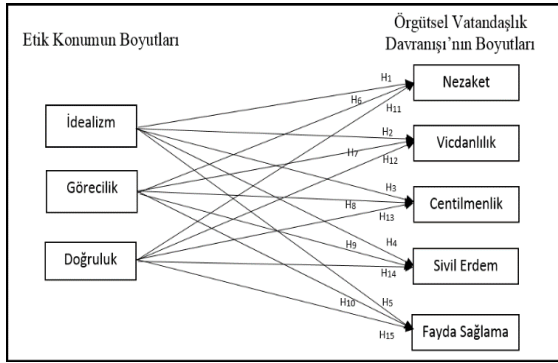 Etik Konumun Boyutları
Örgütsel Vatandaşlık
Davranışı'nın Boyutları
İdealizm
Görecilik
Doğruluk
H1
H6
H11
H2
H7
H12
H3
H8
H13
H4
H9
H14
H10
H5
H15
Nezaket
Vicdanlılık
Centilmenlik
Sivil Erdem
Fayda Sağlama